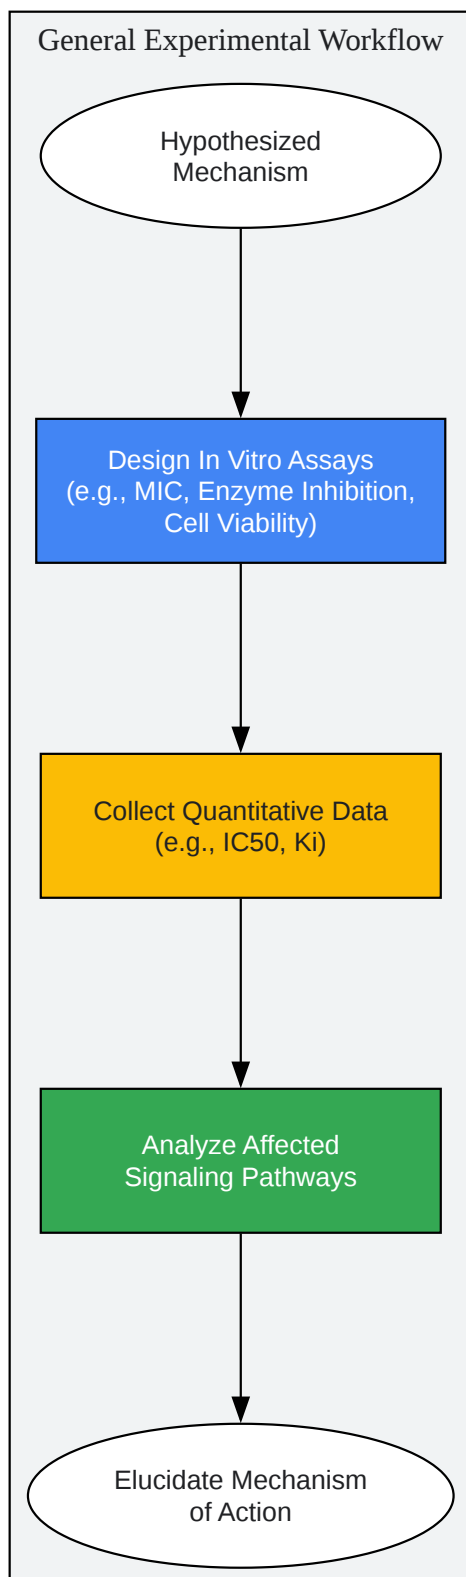 General Experimental Workflow
Hypothesized
Mechanism
Design In Vitro Assays
(e.g., MIC, Enzyme Inhibition,
Cell Viability)
Collect Quantitative Data
(e.g., IC50, Ki)
Analyze Affected
Signaling Pathways
Elucidate Mechanism
of Action